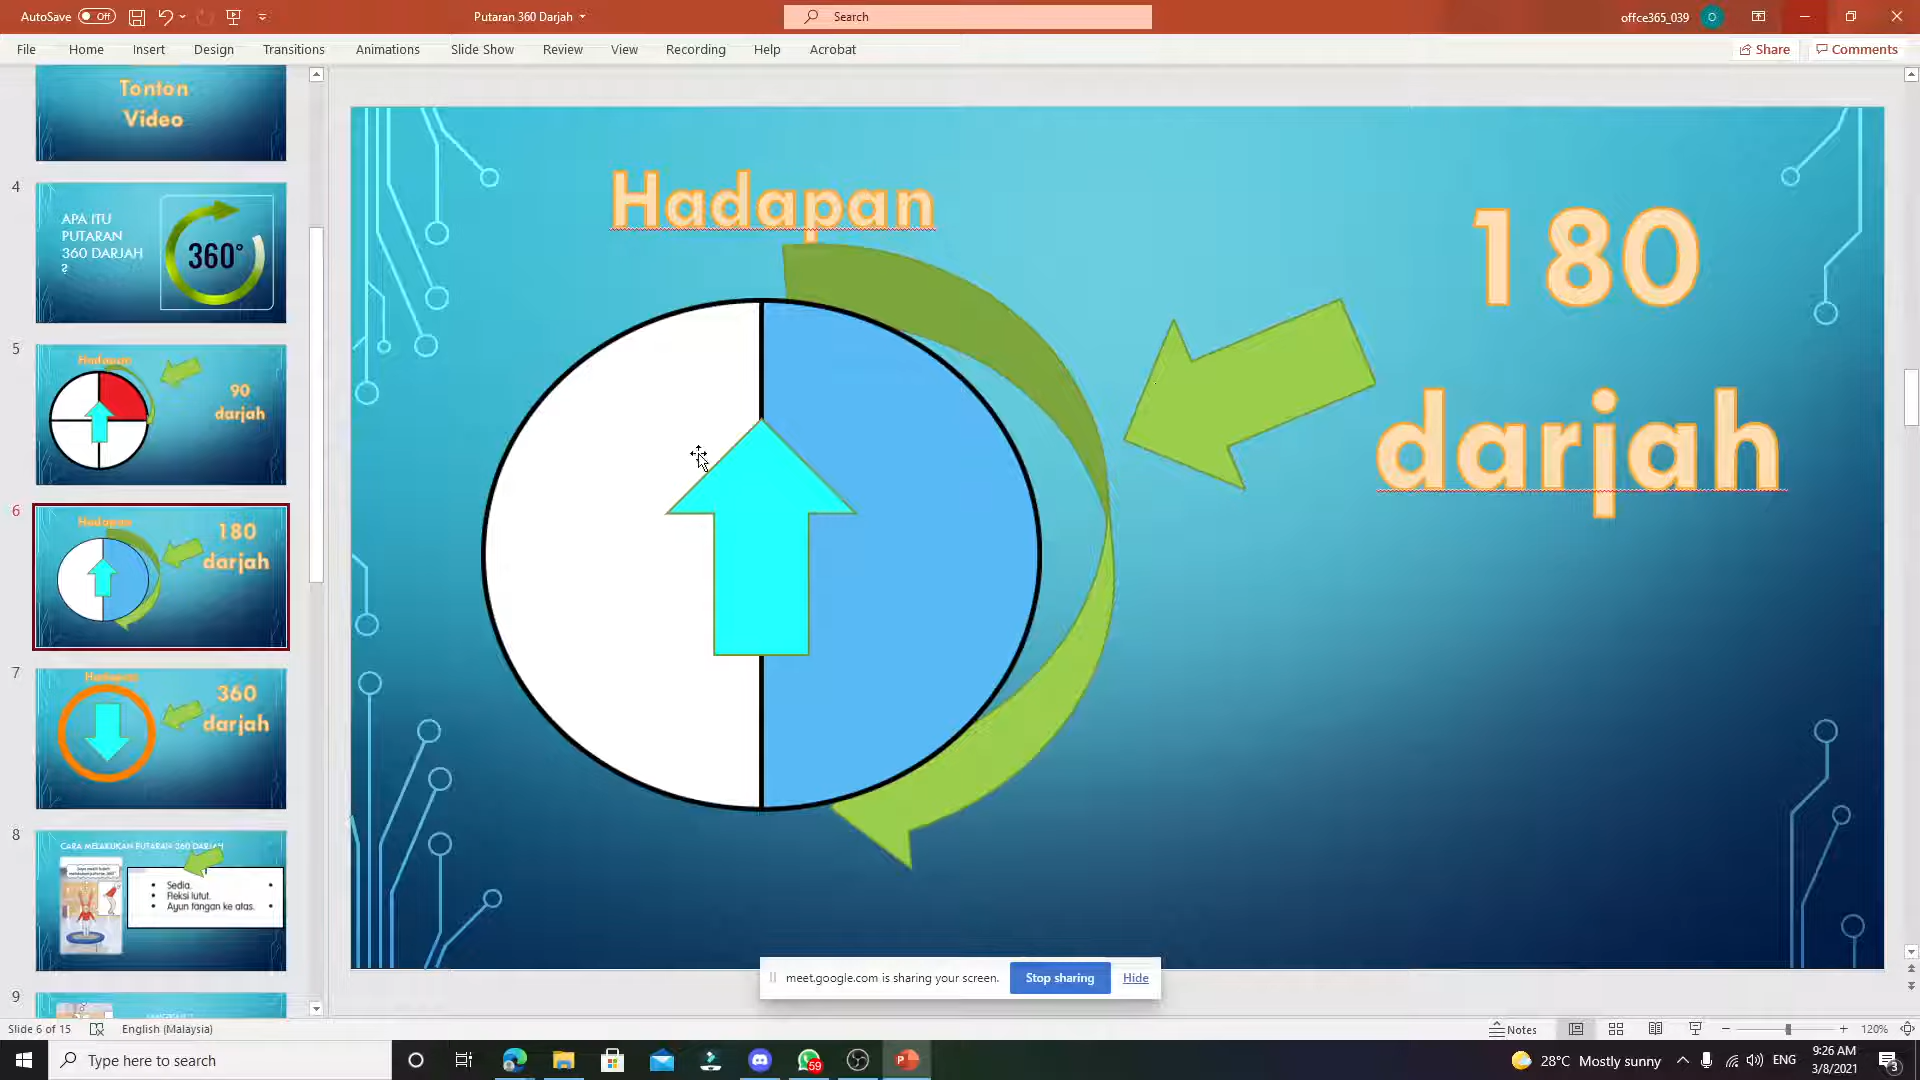 AutoSave Off
Putaran 360 Darjah
Search
offce365_039
O
File Home Insert Design Transitions Animations Slide Show Review View Recording Help Acrobat
Share Comments
Tonton
Video
4
APA ITU
PUTARAN
360 DARJAH
?
360°
5
Hadapan
90
darjah
6
Hadapan
180
darjah
7
Hadapan
360
darjah
8
CARA MELAKUKAN PUTARAN 360 DARJAH
• Sedia.
• Fleksi lutut.
• Ayun tangan ke atas.
9
Hadapan
180
darjah
meet.google.com is sharing your screen.
Stop sharing
Hide
Slide 6 of 15
English (Malaysia)
Notes
120%
Type here to search
59
28°C Mostly sunny
ENG
9:26 AM
3/8/2021
3